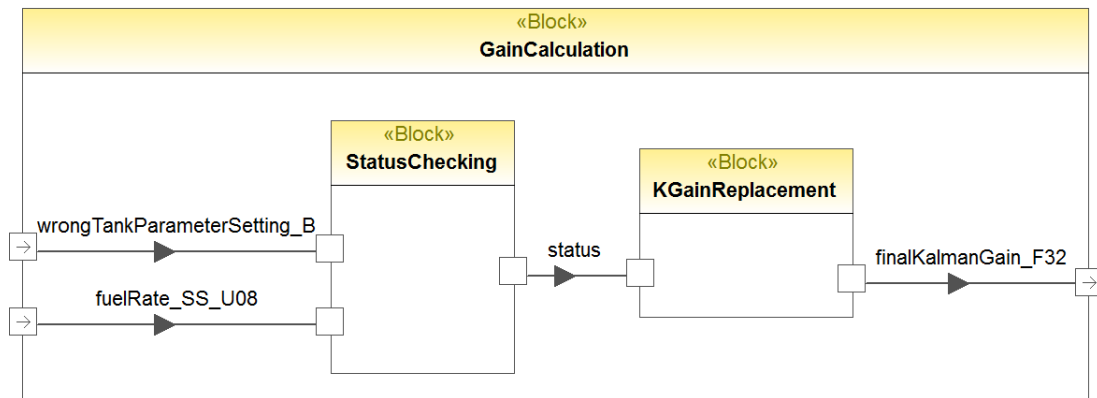 «Block»
GainCalculation
«Block»
StatusChecking
«Block»
KGainReplacement
wrongTankParameterSetting_B
status
finalKalmanGain_F32
fuelRate_SS_U08